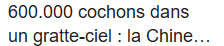 600.000 cochons dans
un gratte-ciel : la Chine…